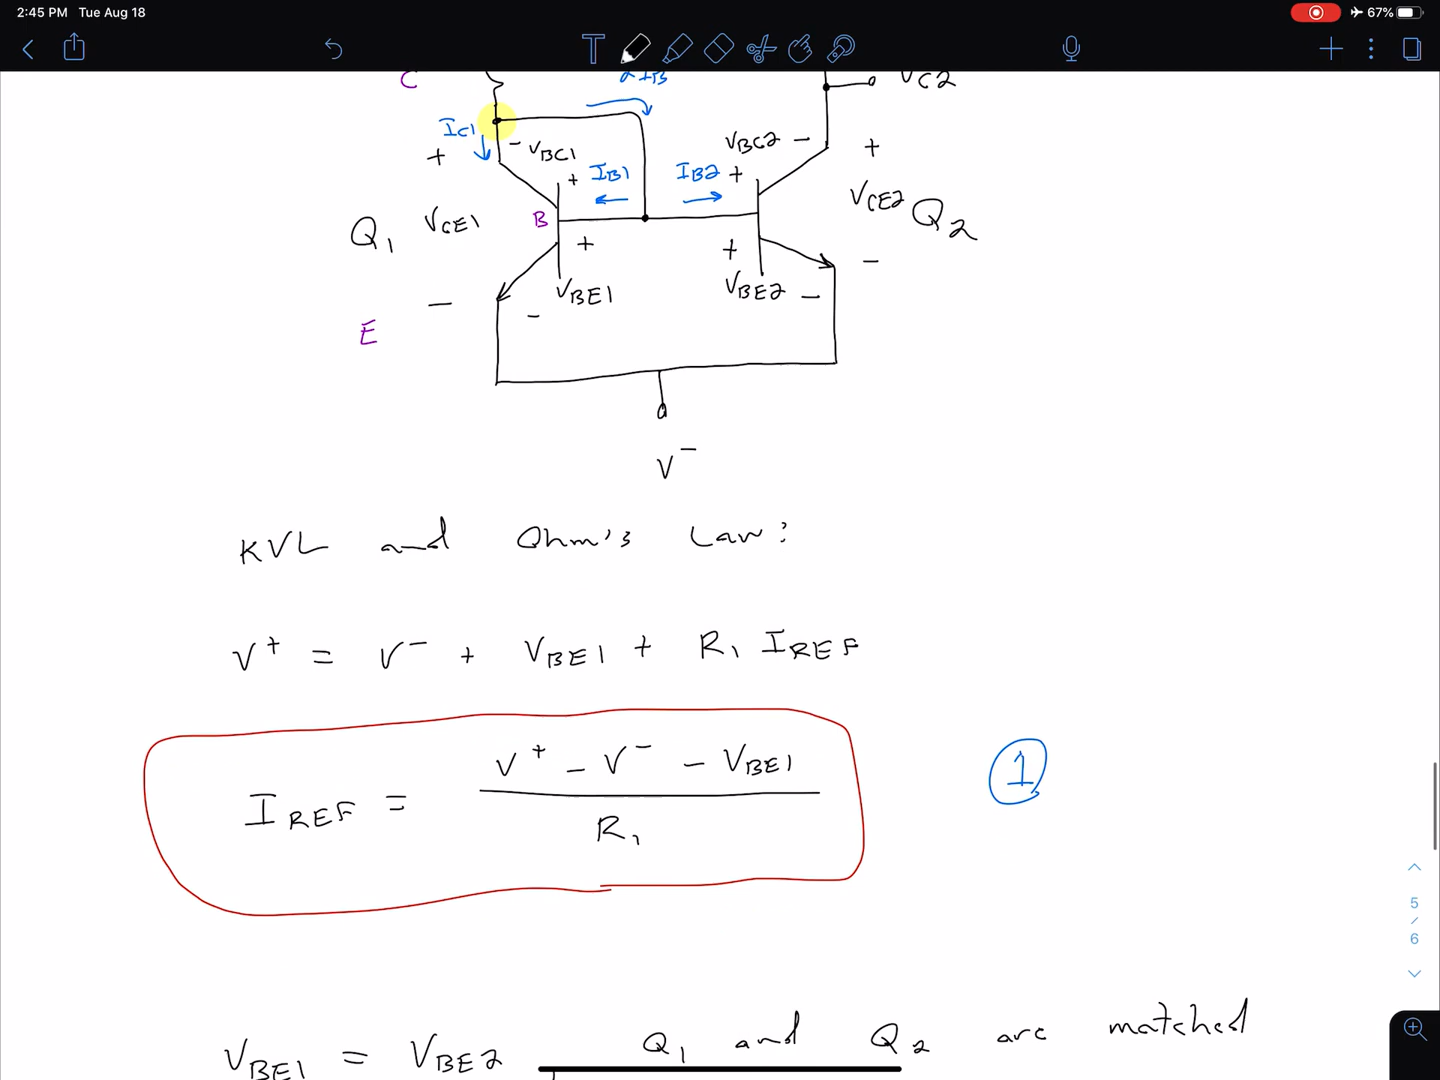 2:45 PM Tue Aug 18
67%
T
C
2IB
VC2
IC1
- VBC1
VBC2 -
+
+
+ IB1
IB2 +
VCE1
B
VCE2
Q1
Q2
+
+
-
VBE1
VBE2 -
-
-
E
V-
KVL and Ohm's Law:
V+ = V- + VBE1 + R1 IREF
IREF = V+ - V- - VBE1 / R1
1
5
/
6
VBE1 = VBE2 Q1 and Q2 are matched